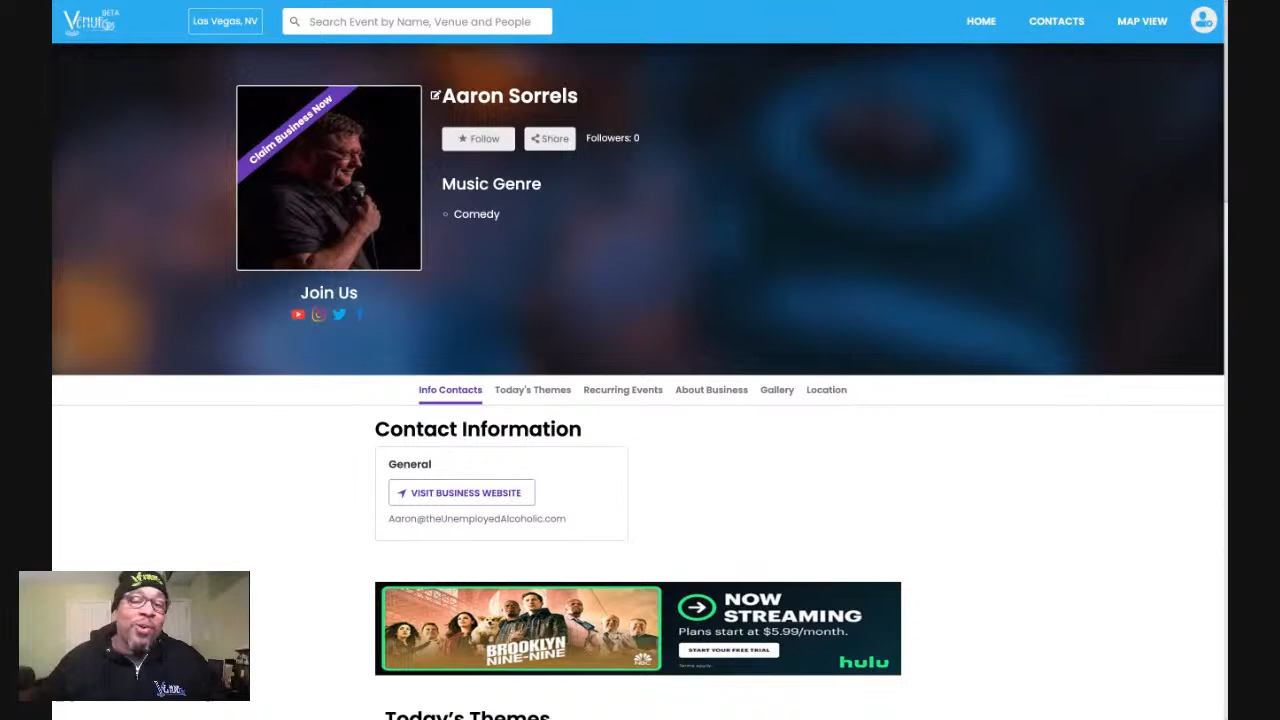 BETA
Las Vegas, NV
Search Event by Name, Venue and People
HOME
CONTACTS
MAP VIEW
Claim Business Now
Aaron Sorrels
Follow
Share
Followers: 0
Music Genre
Comedy
Join Us
Info Contacts
Today's Themes
Recurring Events
About Business
Gallery
Location
Contact Information
General
VISIT BUSINESS WEBSITE
Aaron@theUnemployedAlcoholic.com
BROOKLYN
NINE-NINE
NBC
NOW
STREAMING
Plans start at $5.99/month.
START YOUR FREE TRIAL
Terms apply.
hulu
Today's Themes